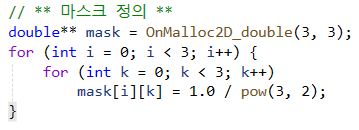 // ** 마스크 정의 **
double** mask = OnMalloc2D_double(3, 3);
for (int i = 0; i < 3; i++) {
    for (int k = 0; k < 3; k++)
        mask[i][k] = 1.0 / pow(3, 2);
}